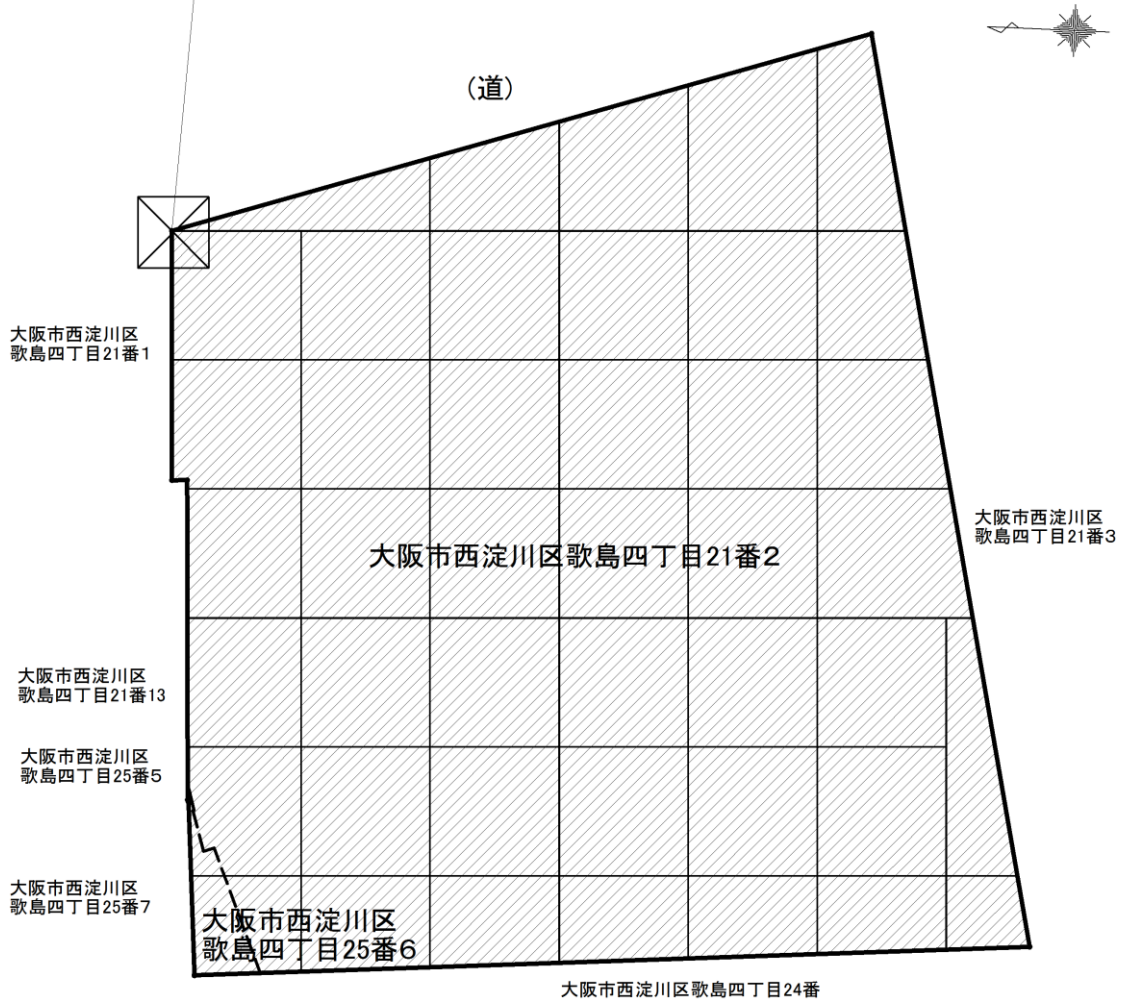 (道)
大阪市西淀川区
歌島四丁目21番1
大阪市西淀川区
歌島四丁目21番3
大阪市西淀川区歌島四丁目21番2
大阪市西淀川区
歌島四丁目21番13
大阪市西淀川区
歌島四丁目25番5
大阪市西淀川区
歌島四丁目25番7
大阪市西淀川区
歌島四丁目25番6
大阪市西淀川区歌島四丁目24番